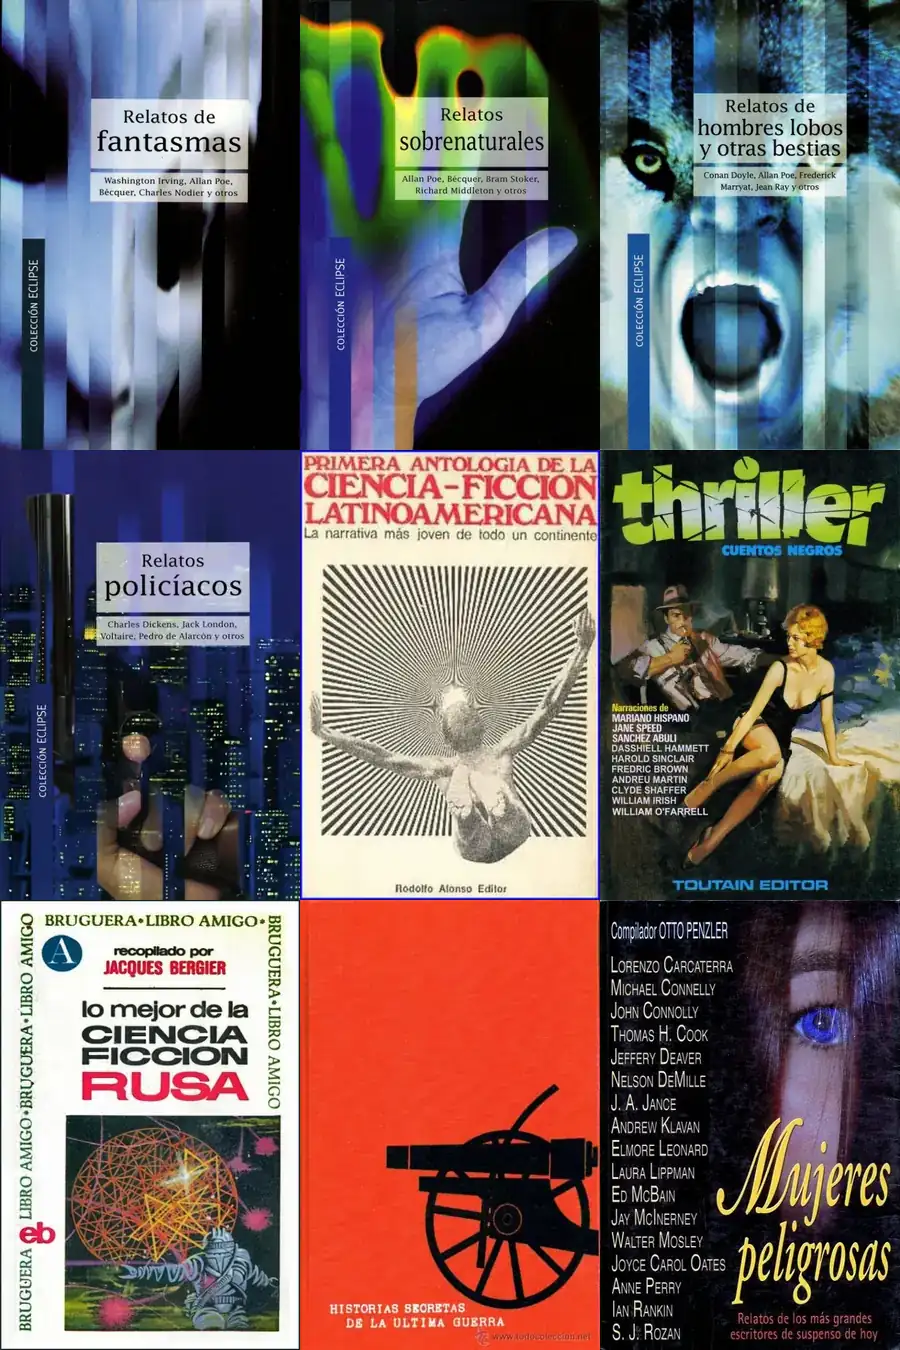 Relatos de
fantasmas
Washington Irving, Allan Poe,
Bécquer, Charles Nodier y otros
COLECCIÓN ECLIPSE
Relatos
sobrenaturales
Allan Poe, Bécquer, Bram Stoker,
Richard Middleton y otros
COLECCIÓN ECLIPSE
Relatos de
hombres lobos
y otras bestias
Conan Doyle, Allan Poe, Frederick
Marryat, Jean Ray y otros
COLECCIÓN ECLIPSE
Relatos
policíacos
Charles Dickens, Jack London,
Voltaire, Pedro de Alarcón y otros
COLECCIÓN ECLIPSE
PRIMERA ANTOLOGIA DE LA
CIENCIA-FICCION
LATINOAMERICANA
La narrativa más joven de todo un continente
Rodolfo Alonso Editor
thriller
CUENTOS NEGROS
Narraciones de
MARIANO HISPANO
JANE SPEED
SANCHEZ ABULI
DASSHIELL HAMMETT
HAROLD SINCLAIR
FREDRIC BROWN
ANDREU MARTIN
CLYDE SHAFFER
WILLIAM IRISH
WILLIAM O'FARRELL
TOUTAIN EDITOR
BRUGUERA•LIBRO AMIGO•
BRUGUERA•LIBRO AMIGO
BRUGUERA LIBRO AMIGO•BRUGUERA•LIBRO AMIGO
A
recopilado por
JACQUES BERGIER
lo mejor de la
CIENCIA
FICCION
RUSA
eb
HISTORIAS SECRETAS
DE LA ULTIMA GUERRA
www.todocoleccion.net
Compilador OTTO PENZLER
LORENZO CARCATERRA
MICHAEL CONNELLY
JOHN CONNOLLY
THOMAS H. COOK
JEFFERY DEAVER
NELSON DEMILLE
J. A. JANCE
ANDREW KLAVAN
ELMORE LEONARD
LAURA LIPPMAN
ED MCBAIN
JAY MCINERNEY
WALTER MOSLEY
JOYCE CAROL OATES
ANNE PERRY
IAN RANKIN
S. J. ROZAN
Mujeres
peligrosas
Relatos de los más grandes
escritores de suspenso de hoy